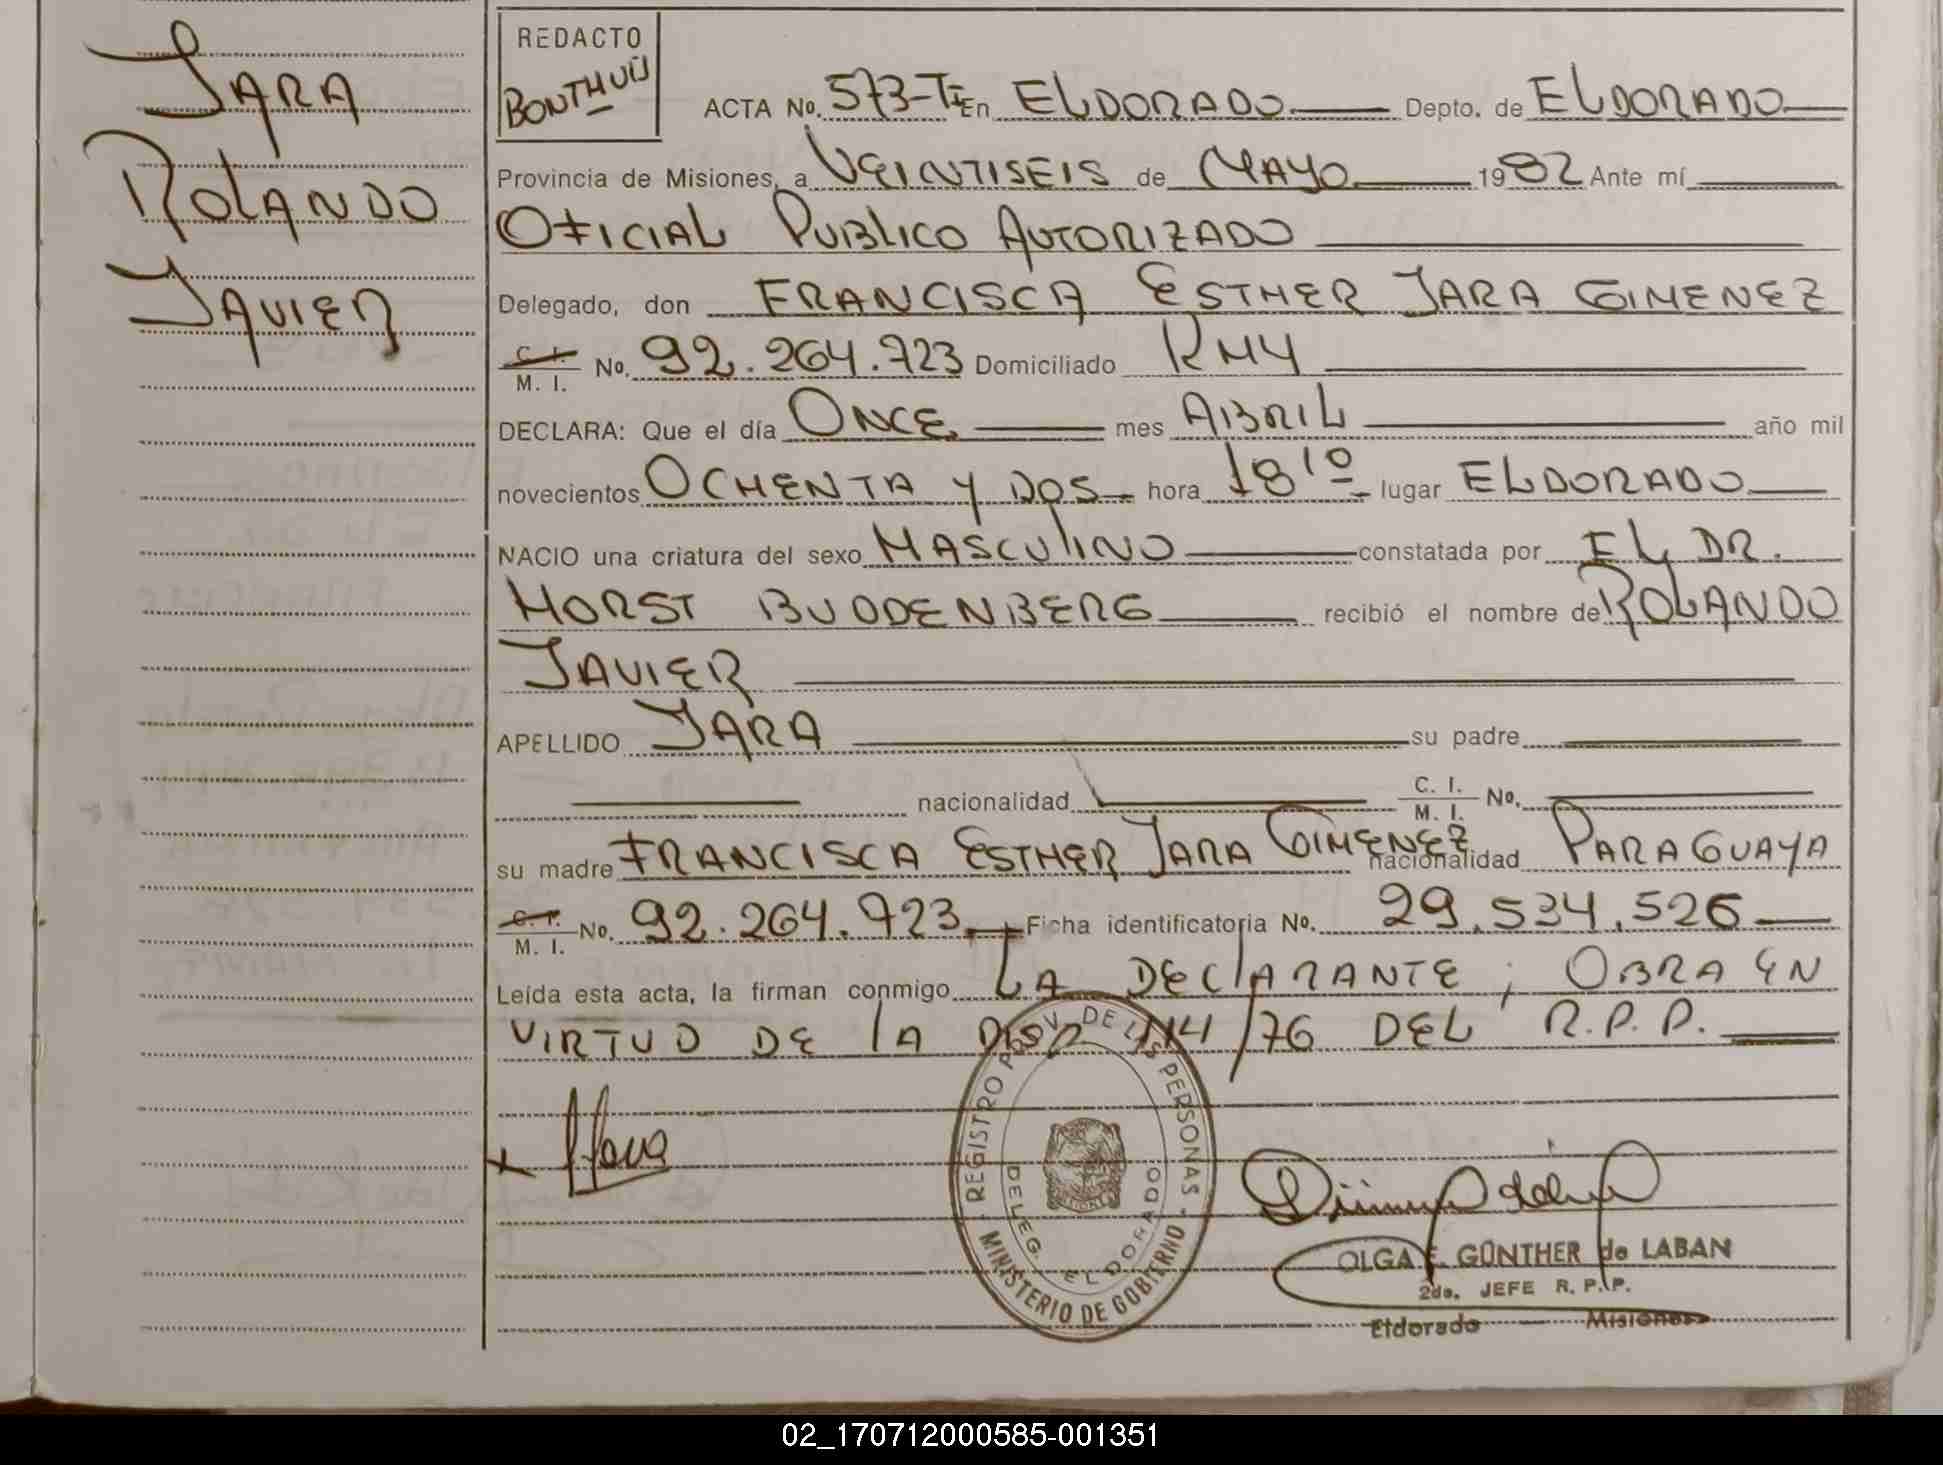 JARA
ROLANDO
JAVIER
REDACTO
BONTHUÜ
ACTA No. 573-TI En ELDORADO Depto. de ELDORADO
Provincia de Misiones, a VEINTISEIS de MAYO 1982 Ante mí
OFICIAL PUBLICO AUTORIZADO
Delegado, don FRANCISCA ESTHER JARA GIMENEZ
C. I. / M. I. No. 92.264.723 Domiciliado KM4
DECLARA: Que el día ONCE mes ABRIL año mil
novecientos OCHENTA Y DOS hora 18 10 lugar ELDORADO
NACIO una criatura del sexo MASCULINO constatada por EL DR.
HORST BUDDENBERG recibió el nombre de ROLANDO
JAVIER
APELLIDO JARA su padre
nacionalidad C. I. / M. I. No.
su madre FRANCISCA ESTHER JARA GIMENEZ nacionalidad PARAGUAYA
C. I. / M. I. No. 92.264.723 Ficha identificatoria No. 29.534.526
Leída esta acta, la firman conmigo LA DEClARANTE; OBRA EN
VIRTUD DE lA DISP 114/76 DEL R.P.P.
REGISTRO PROV. DE LAS PERSONAS
DELEG. ELDORADO
MINISTERIO DE GOBIERNO
OLGA E. GÜNTHER de LABAN
2do. JEFE R. P. P.
Eldorado Misiones
02_170712000585-001351